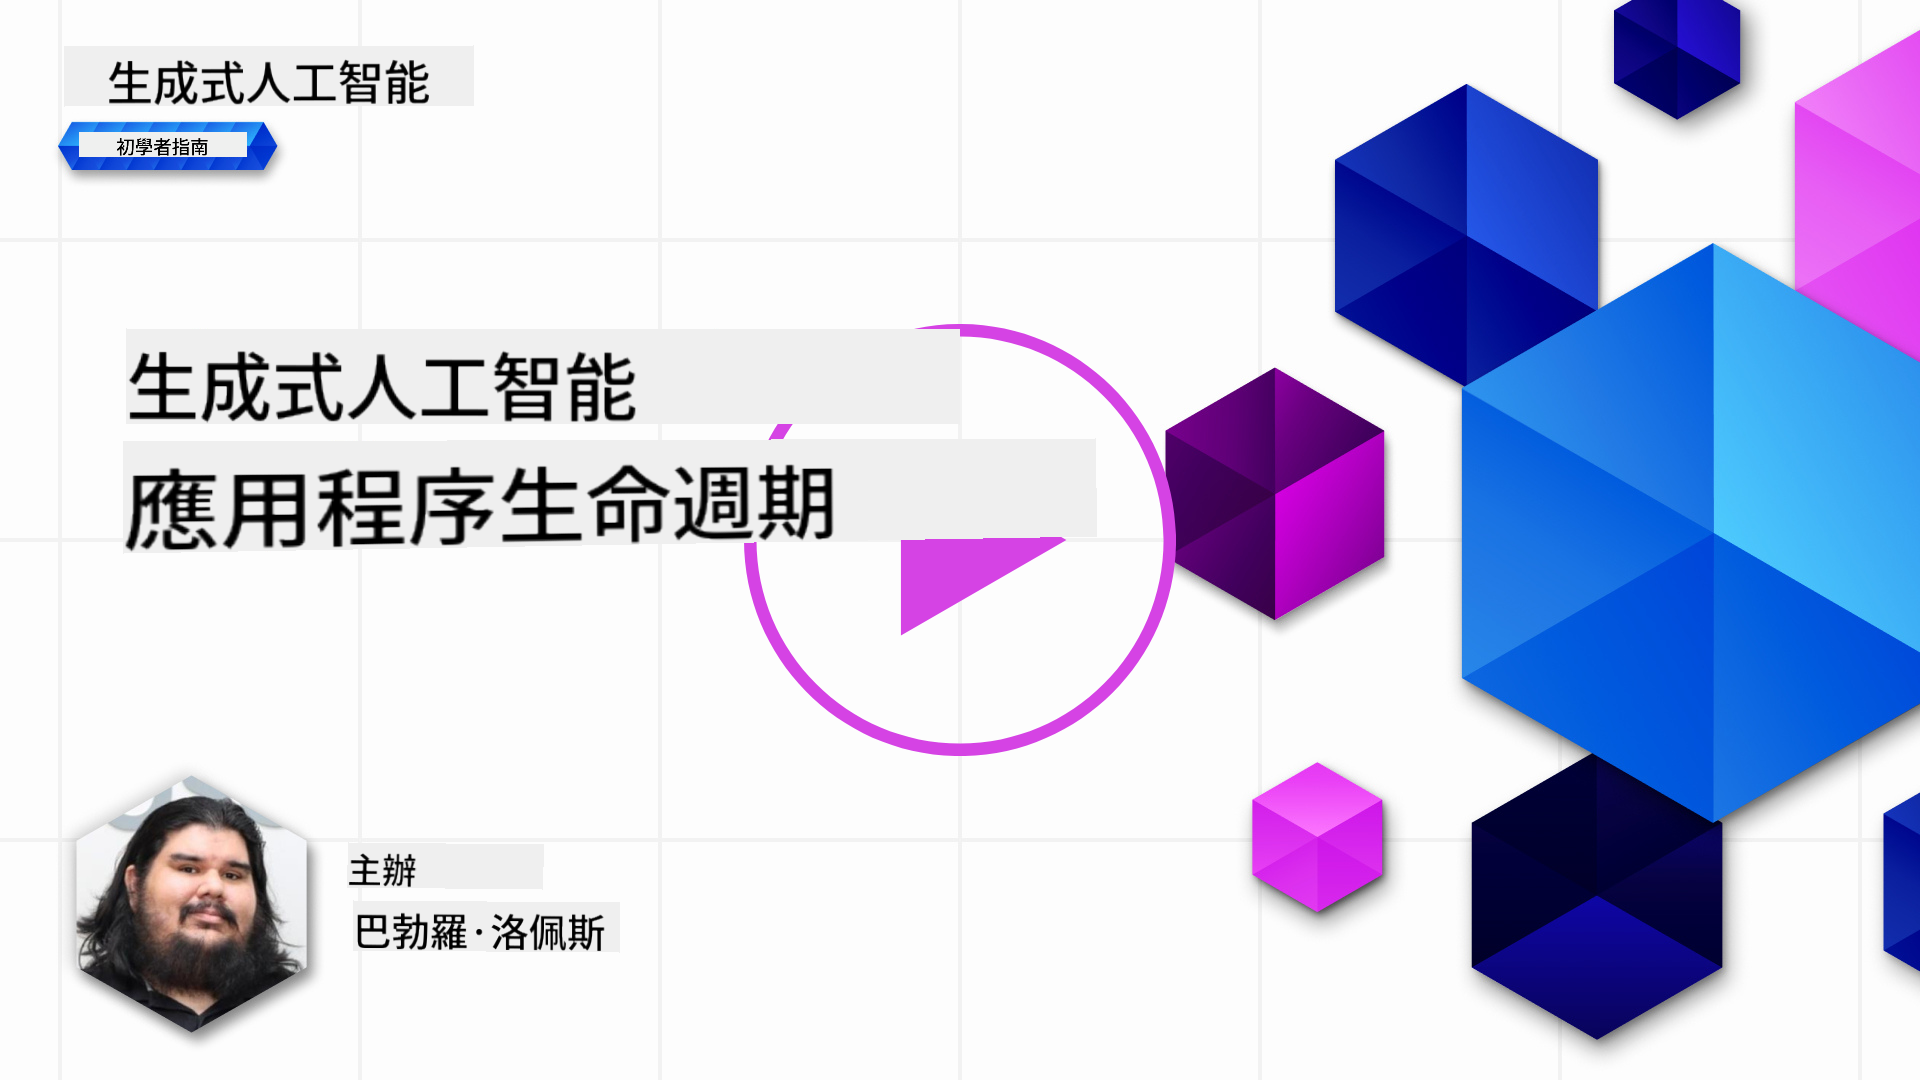 生成式人工智能
初學者指南
生成式人工智能
應用程序生命週期
主辦
巴勃羅·洛佩斯